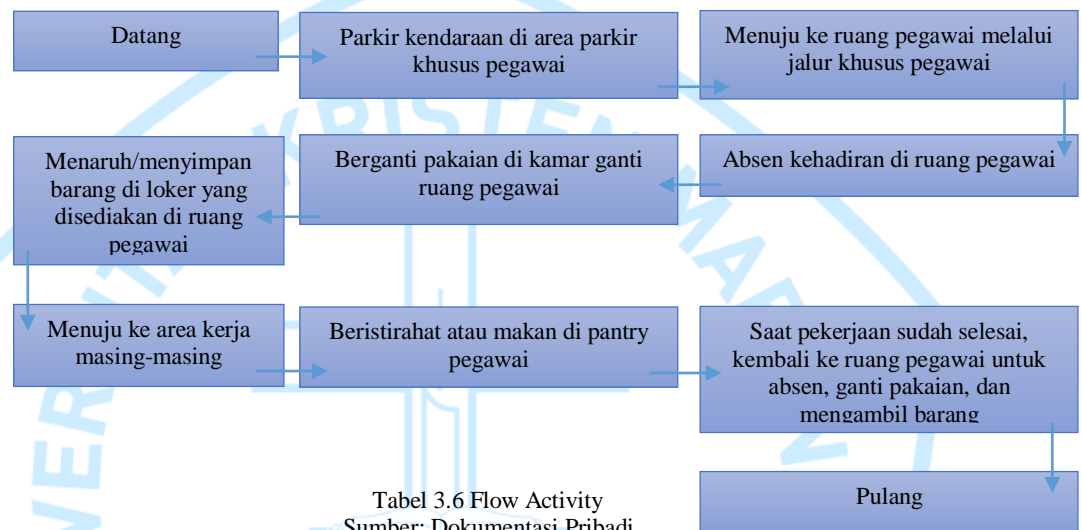 Datang
Parkir kendaraan di area parkir
khusus pegawai
Menuju ke ruang pegawai melalui
jalur khusus pegawai
Absen kehadiran di ruang pegawai
Berganti pakaian di kamar ganti
ruang pegawai
Menaruh/menyimpan
barang di loker yang
disediakan di ruang
pegawai
Menuju ke area kerja
masing-masing
Beristirahat atau makan di pantry
pegawai
Saat pekerjaan sudah selesai,
kembali ke ruang pegawai untuk
absen, ganti pakaian, dan
mengambil barang
Pulang
Tabel 3.6 Flow Activity
Sumber: Dokumentasi Pribadi